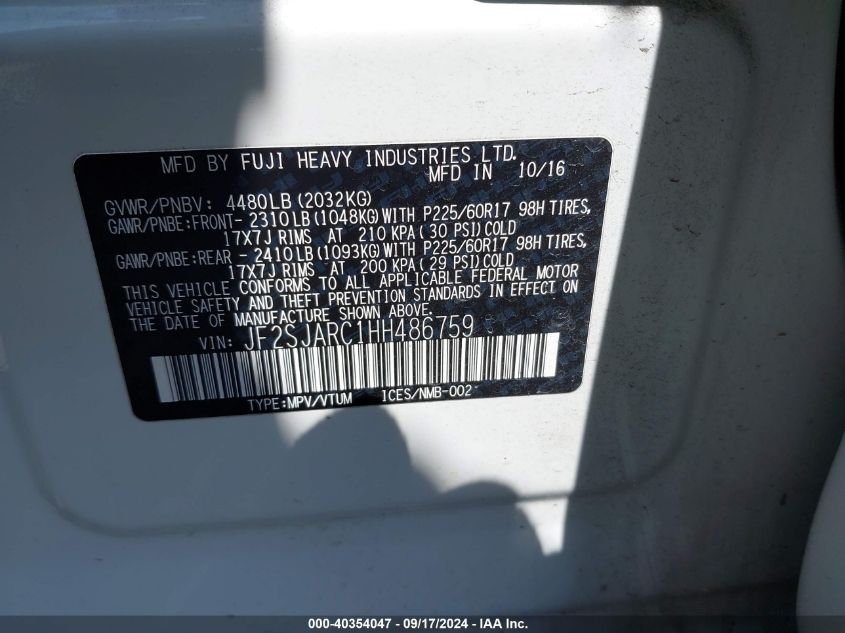 MFD BY FUJI HEAVY INDUSTRIES LTD.
MFD IN 10/16
GVWR/PNBV: 4480LB (2032KG)
GAWR/PNBE:FRONT- 2310LB(1048KG)WITH P225/60R17 98H TIRES,
17X7J RIMS AT 210 KPA(30 PSI)COLD
GAWR/PNBE:REAR - 2410LB(1093KG)WITH P225/60R17 98H TIRES,
17X7J RIMS AT 200 KPA(29 PSI)COLD
THIS VEHICLE CONFORMS TO ALL APPLICABLE FEDERAL MOTOR
VEHICLE SAFETY AND THEFT PREVENTION STANDARDS IN EFFECT ON
THE DATE OF MANUFACTURE SHOWN ABOVE.
VIN: JF2SJARC1HH486759
TYPE:MPV/VTUM ICES/NMB-002
000-40354047 - 09/17/2024 - IAA Inc.